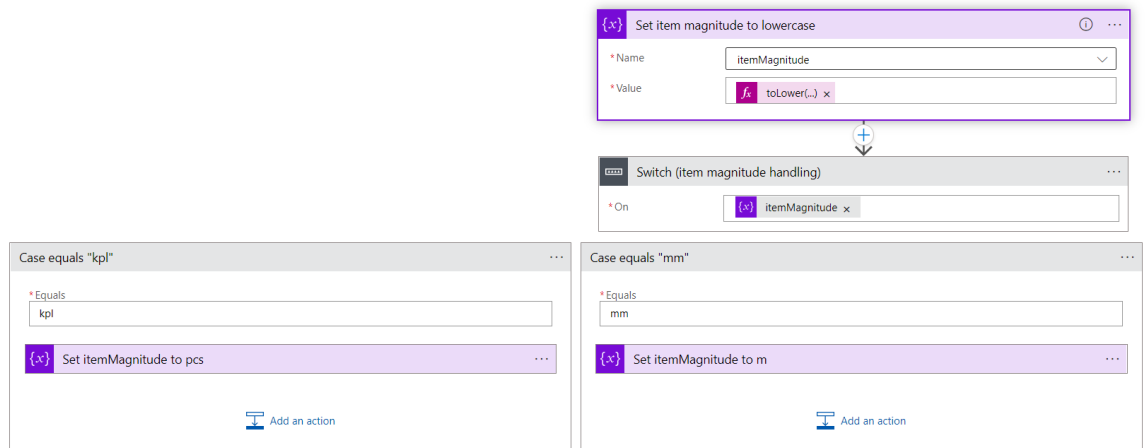 {x} Set item magnitude to lowercase
* Name
itemMagnitude
* Value
fx toLower(...) ×
Switch (item magnitude handling)
* On
{x} itemMagnitude ×
Case equals "kpl"
* Equals
kpl
{x} Set itemMagnitude to pcs
Add an action
Case equals "mm"
* Equals
mm
{x} Set itemMagnitude to m
Add an action